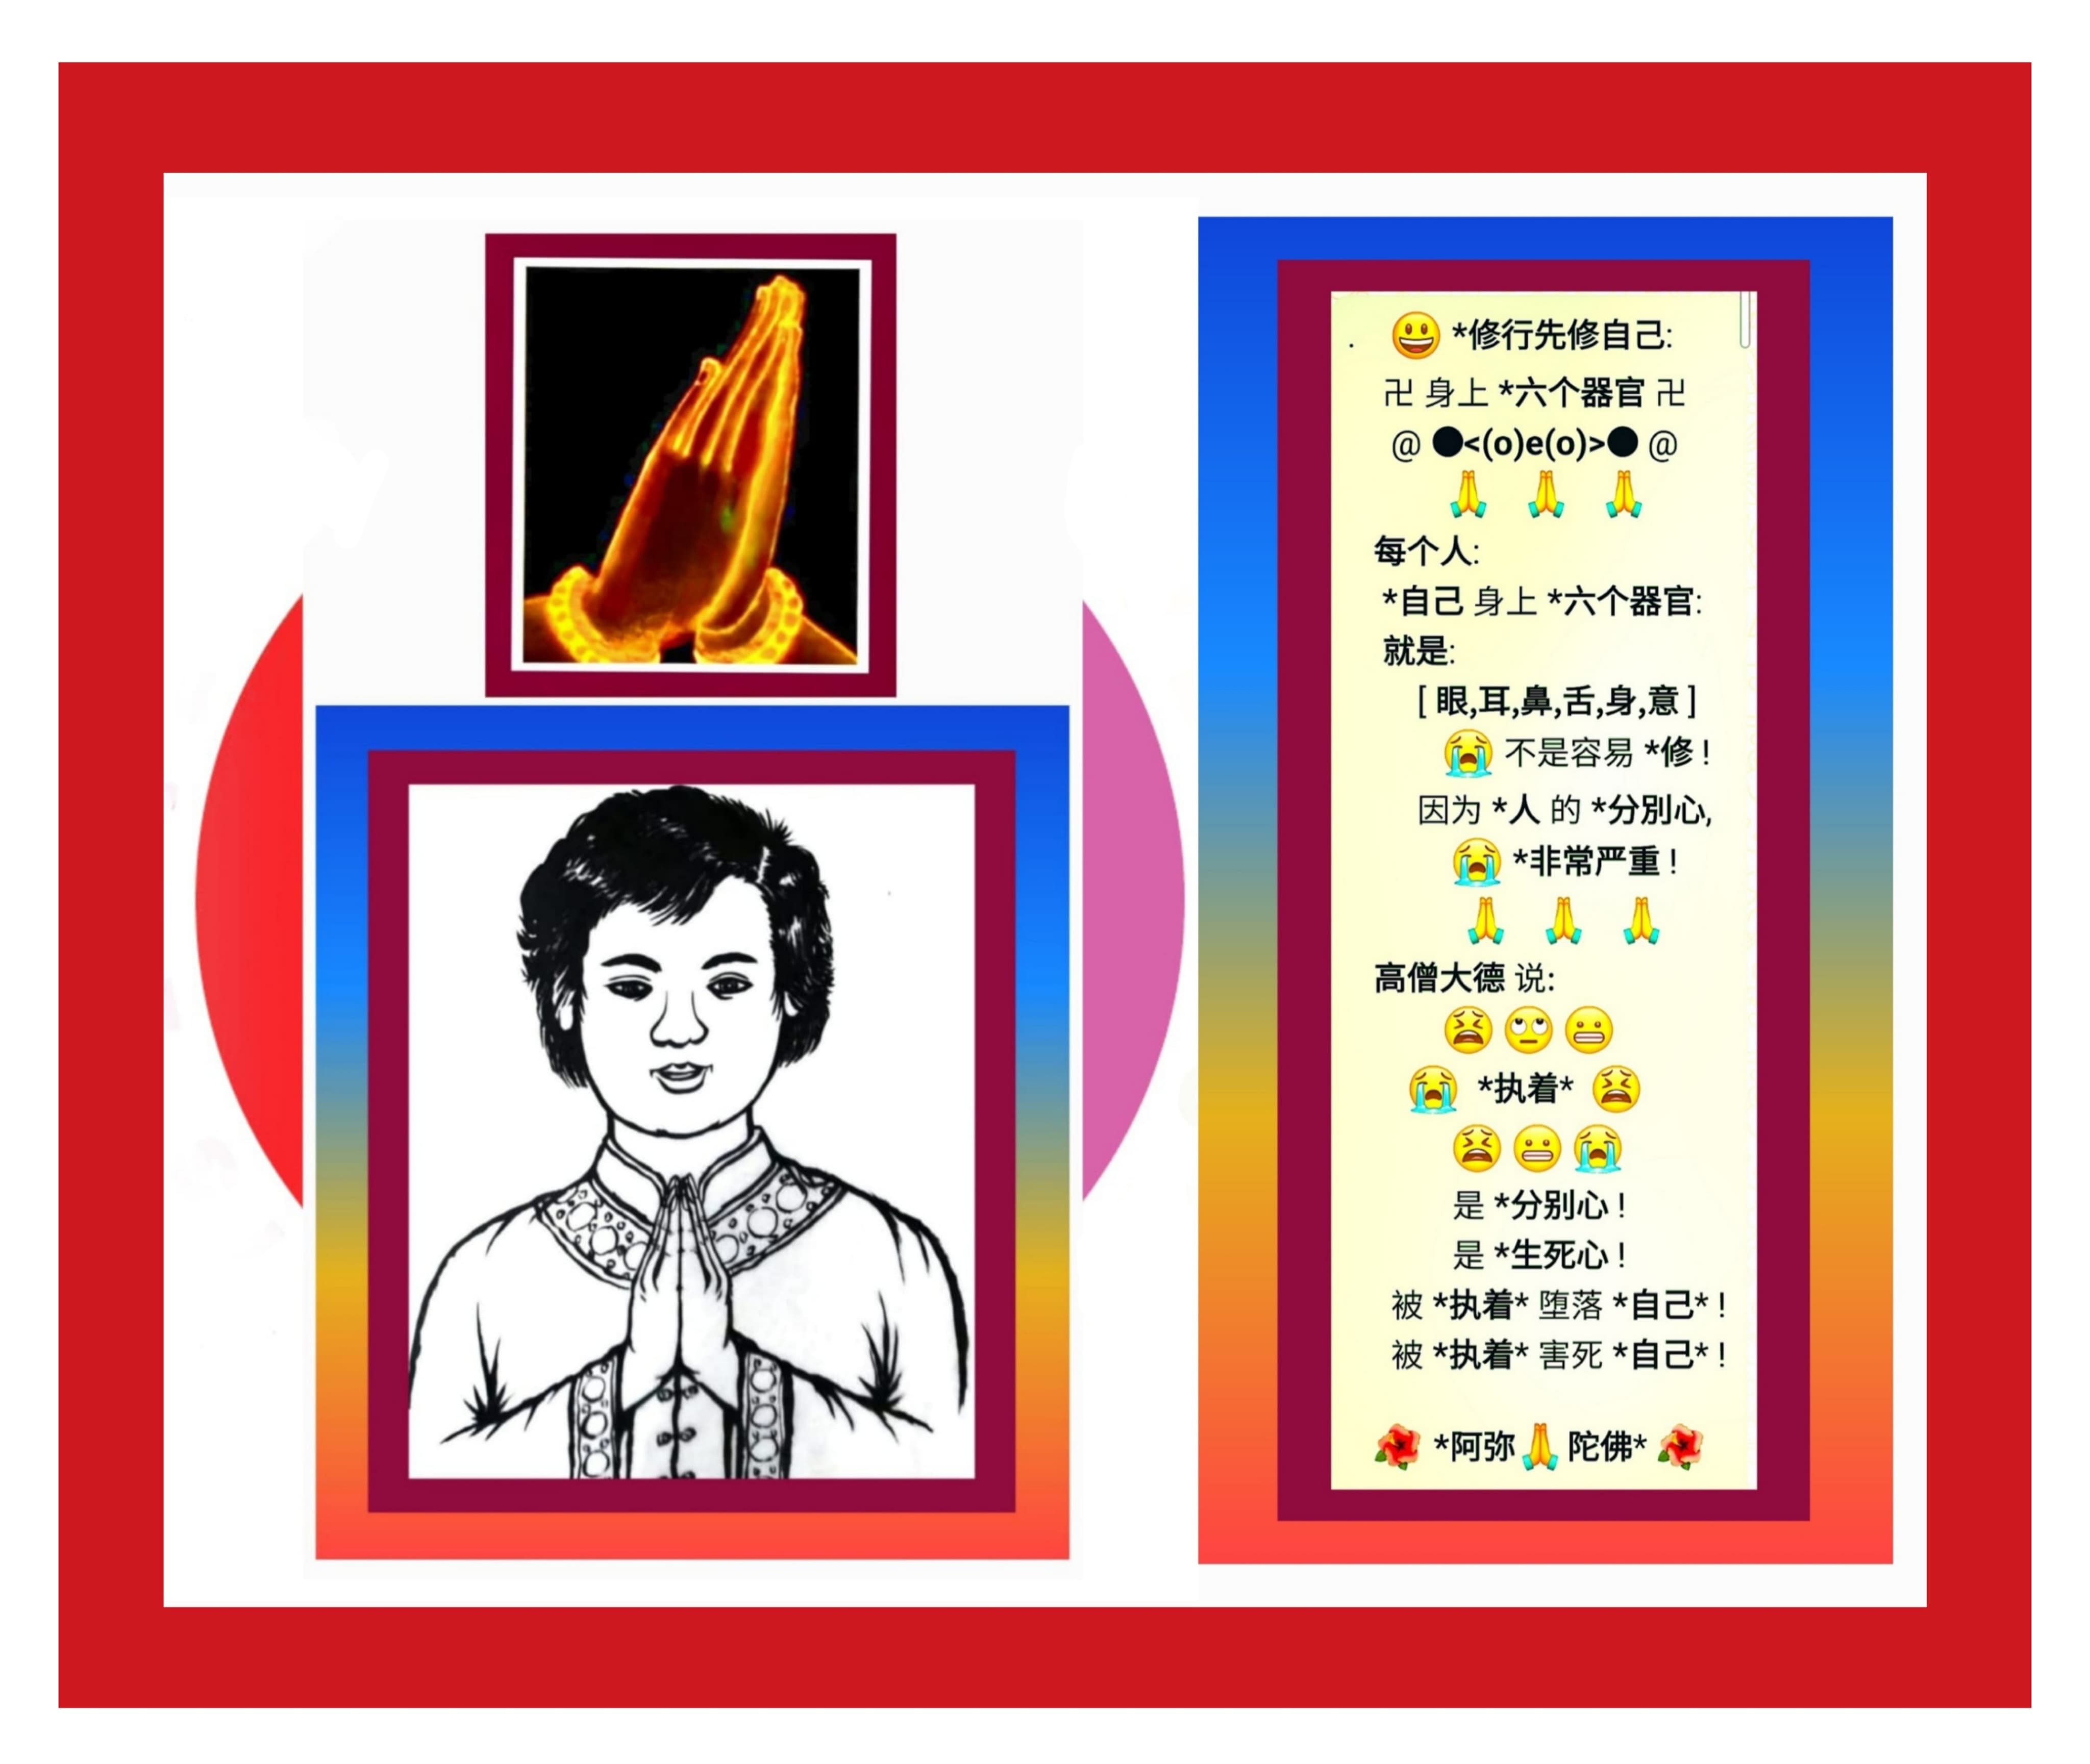 . 😃 *修行先修自己:
卍 身上 *六个器官 卍
@ ●<(o)e(o)>● @
🙏 🙏 🙏
每个人:
*自己 身上 *六个器官:
就是:
[ 眼,耳,鼻,舌,身,意 ]
😭 不是容易 *修 !
因为 *人 的 *分別心,
😭 *非常严重 !
🙏 🙏 🙏
高僧大德 说:
😫 🙄 😬
😭 *执着* 😫
😫 😬 😭
是 *分别心 !
是 *生死心 !
被 *执着* 堕落 *自己* !
被 *执着* 害死 *自己* !
🌺 *阿弥 🙏 陀佛* 🌺